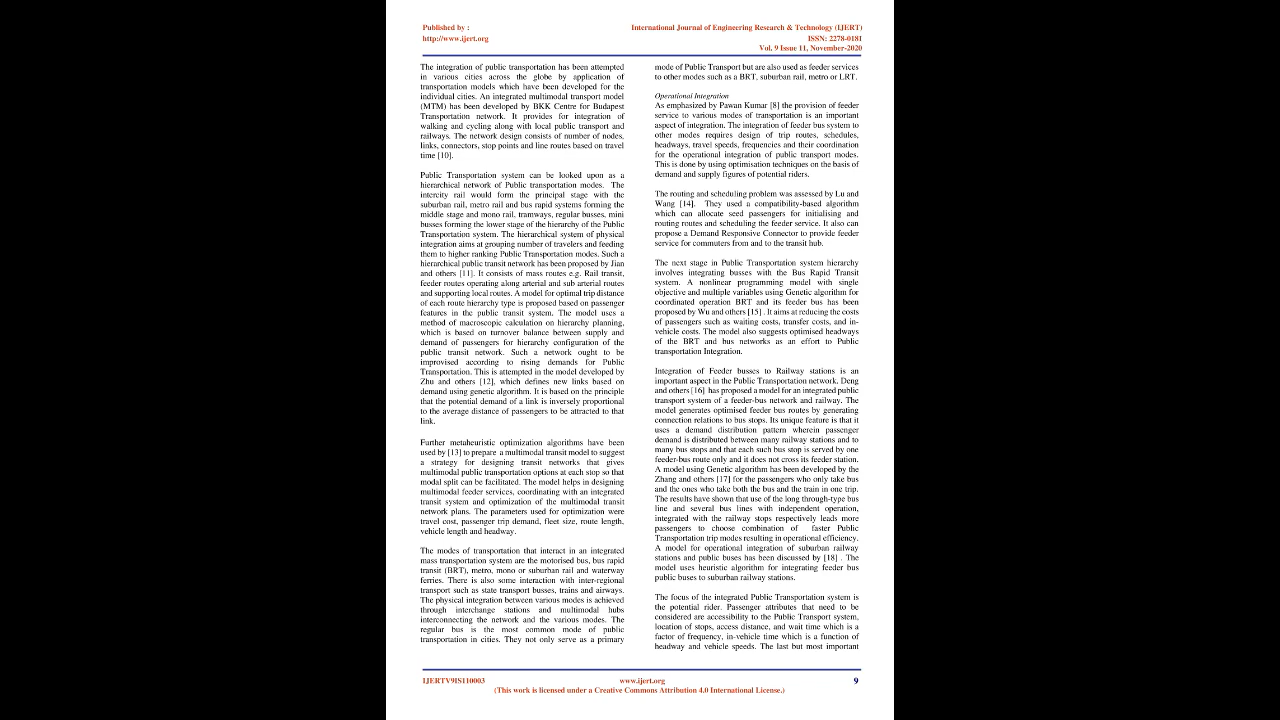 Published by :
http://www.ijert.org
International Journal of Engineering Research & Technology (IJERT)
ISSN: 2278-0181
Vol. 9 Issue 11, November-2020
The integration of public transportation has been attempted
in various cities across the globe by application of
transportation models which have been developed for the
individual cities. An integrated multimodal transport model
(MTM) has been developed by BKK Centre for Budapest
Transportation network. It provides for integration of
walking and cycling along with local public transport and
railways. The network design consists of number of nodes,
links, connectors, stop points and line routes based on travel
time [10].
Public Transportation system can be looked upon as a
hierarchical network of Public transportation modes. The
intercity rail would form the principal stage with the
suburban rail, metro rail and bus rapid systems forming the
middle stage and mono rail, tramways, regular busses, mini
busses forming the lower stage of the hierarchy of the Public
Transportation system. The hierarchical system of physical
integration aims at grouping number of travelers and feeding
them to higher ranking Public Transportation modes. Such a
hierarchical public transit network has been proposed by Jian
and others [11]. It consists of mass routes e.g. Rail transit,
feeder routes operating along arterial and sub arterial routes
and supporting local routes. A model for optimal trip distance
of each route hierarchy type is proposed based on passenger
features in the public transit system. The model uses a
method of macroscopic calculation on hierarchy planning,
which is based on turnover balance between supply and
demand of passengers for hierarchy configuration of the
public transit network. Such a network ought to be
improvised according to rising demands for Public
Transportation. This is attempted in the model developed by
Zhu and others [12], which defines new links based on
demand using genetic algorithm. It is based on the principle
that the potential demand of a link is inversely proportional
to the average distance of passengers to be attracted to that
link.
Further metaheuristic optimization algorithms have been
used by [13] to prepare a multimodal transit model to suggest
a strategy for designing transit networks that gives
multimodal public transportation options at each stop so that
modal split can be facilitated. The model helps in designing
multimodal feeder services, coordinating with an integrated
transit system and optimization of the multimodal transit
network plans. The parameters used for optimization were
travel cost, passenger trip demand, fleet size, route length,
vehicle length and headway.
The modes of transportation that interact in an integrated
mass transportation system are the motorised bus, bus rapid
transit (BRT), metro, mono or suburban rail and waterway
ferries. There is also some interaction with inter-regional
transport such as state transport busses, trains and airways.
The physical integration between various modes is achieved
through interchange stations and multimodal hubs
interconnecting the network and the various modes. The
regular bus is the most common mode of public
transportation in cities. They not only serve as a primary
mode of Public Transport but are also used as feeder services
to other modes such as a BRT, suburban rail, metro or LRT.
Operational Integration
As emphasized by Pawan Kumar [8] the provision of feeder
service to various modes of transportation is an important
aspect of integration. The integration of feeder bus system to
other modes requires design of trip routes, schedules,
headways, travel speeds, frequencies and their coordination
for the operational integration of public transport modes.
This is done by using optimisation techniques on the basis of
demand and supply figures of potential riders.
The routing and scheduling problem was assessed by Lu and
Wang [14]. They used a compatibility-based algorithm
which can allocate seed passengers for initialising and
routing routes and scheduling the feeder service. It also can
propose a Demand Responsive Connector to provide feeder
service for commuters from and to the transit hub.
The next stage in Public Transportation system hierarchy
involves integrating busses with the Bus Rapid Transit
system. A nonlinear programming model with single
objective and multiple variables using Genetic algorithm for
coordinated operation BRT and its feeder bus has been
proposed by Wu and others [15] . It aims at reducing the costs
of passengers such as waiting costs, transfer costs, and in-
vehicle costs. The model also suggests optimised headways
of the BRT and bus networks as an effort to Public
transportation Integration.
Integration of Feeder busses to Railway stations is an
important aspect in the Public Transportation network. Deng
and others [16] has proposed a model for an integrated public
transport system of a feeder-bus network and railway. The
model generates optimised feeder bus routes by generating
connection relations to bus stops. Its unique feature is that it
uses a demand distribution pattern wherein passenger
demand is distributed between many railway stations and to
many bus stops and that each such bus stop is served by one
feeder-bus route only and it does not cross its feeder station.
A model using Genetic algorithm has been developed by the
Zhang and others [17] for the passengers who only take bus
and the ones who take both the bus and the train in one trip.
The results have shown that use of the long through-type bus
line and several bus lines with independent operation,
integrated with the railway stops respectively leads more
passengers to choose combination of faster Public
Transportation trip modes resulting in operational efficiency.
A model for operational integration of suburban railway
stations and public buses has been discussed by [18] . The
model uses heuristic algorithm for integrating feeder bus
public buses to suburban railway stations.
The focus of the integrated Public Transportation system is
the potential rider. Passenger attributes that need to be
considered are accessibility to the Public Transport system,
location of stops, access distance, and wait time which is a
factor of frequency, in-vehicle time which is a function of
headway and vehicle speeds. The last but most important
IJERTV9IS110003
www.ijert.org
9
(This work is licensed under a Creative Commons Attribution 4.0 International License.)